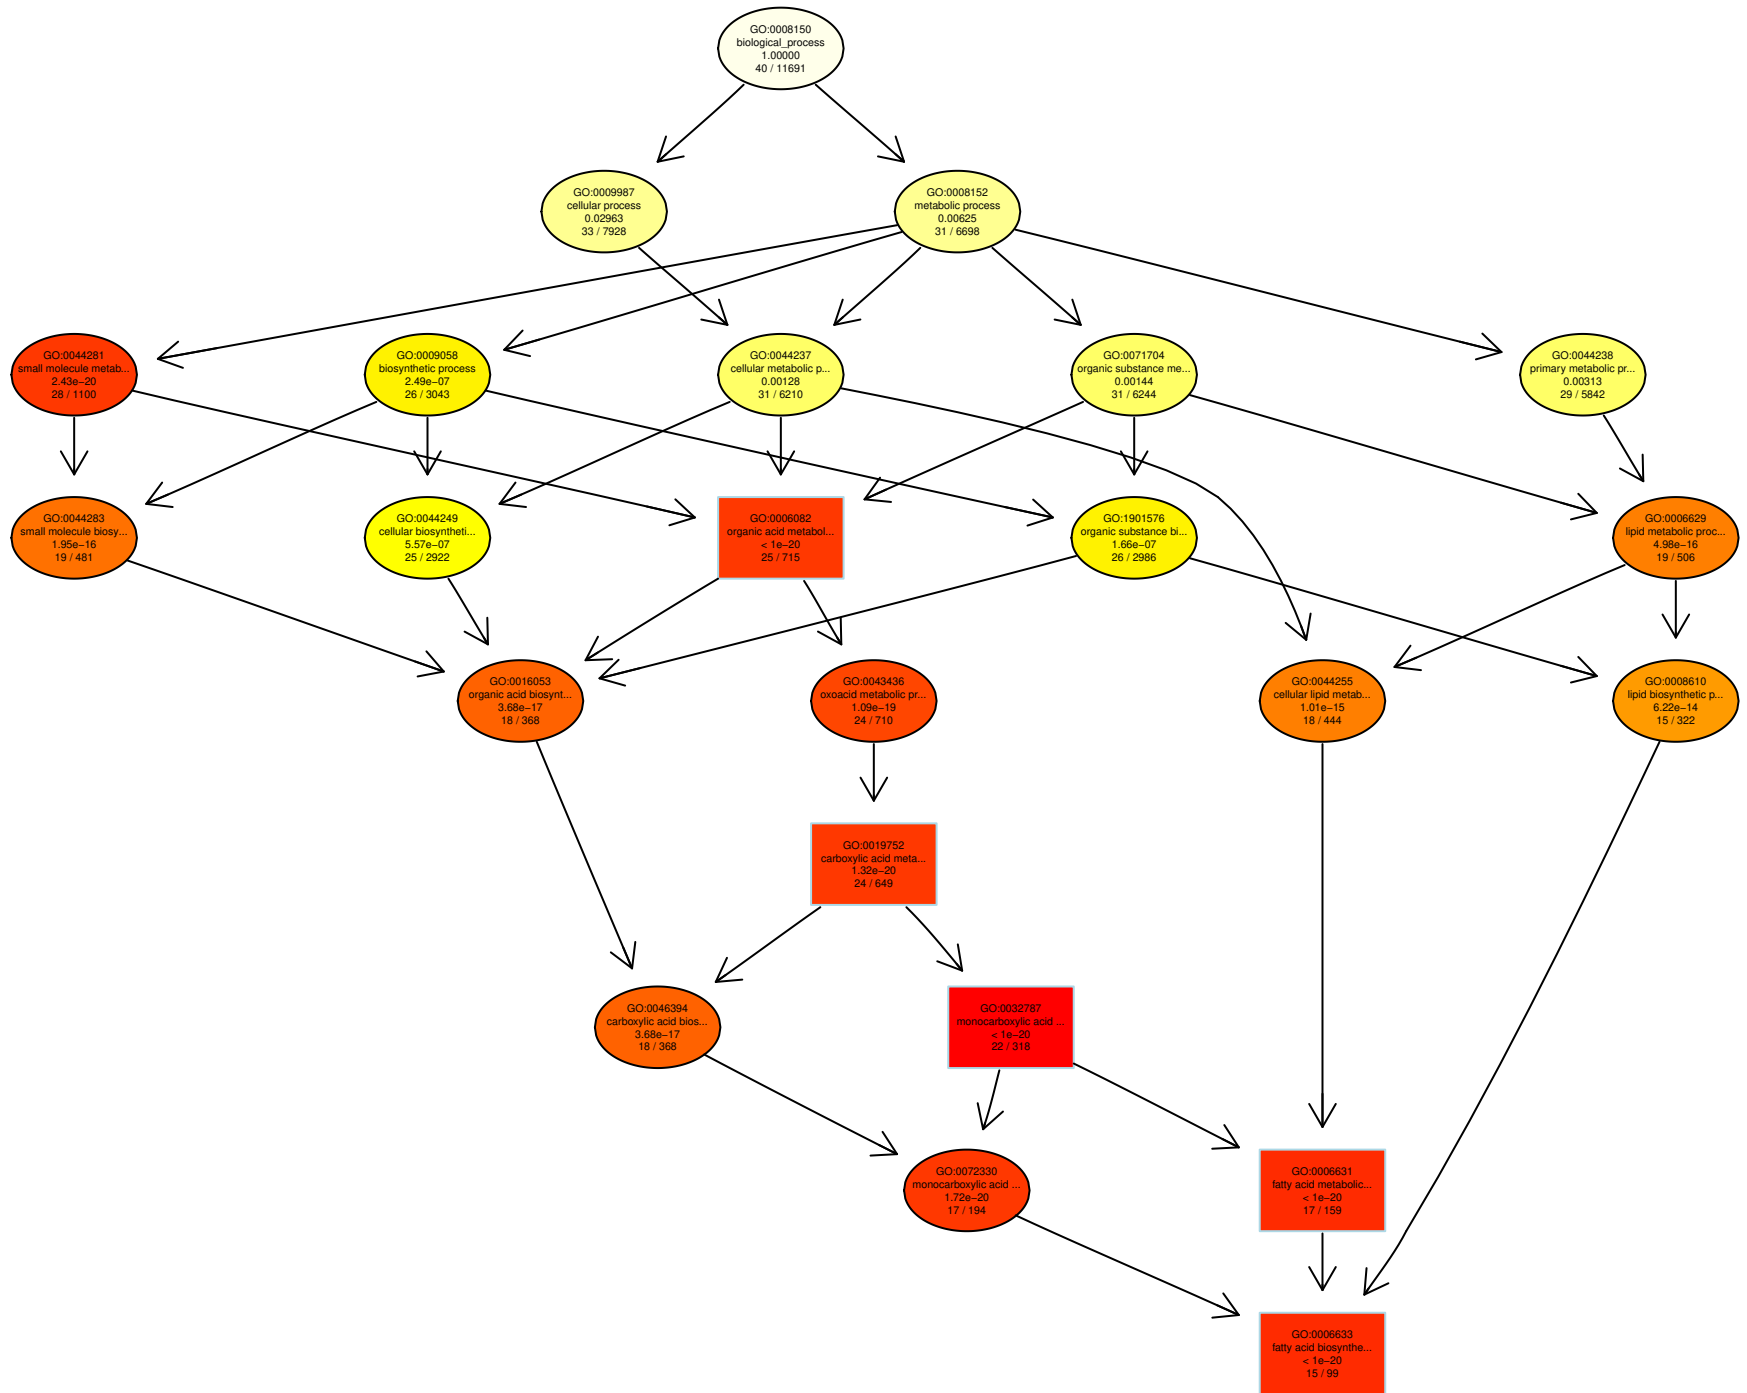 GO:0008150
biological_process
1.00000
40 / 11691
GO:0009987
cellular process
0.02963
33 / 7928
GO:0008152
metabolic process
0.00625
31 / 6698
GO:0044281
small molecule metab...
2.43e−20
28 / 1100
GO:0009058
biosynthetic process
2.49e−07
26 / 3043
GO:0044237
cellular metabolic p...
0.00128
31 / 6210
GO:0071704
organic substance me...
0.00144
31 / 6244
GO:0044238
primary metabolic pr...
0.00313
29 / 5842
GO:0044283
small molecule biosy...
1.95e−16
19 / 481
GO:0044249
cellular biosyntheti...
5.57e−07
25 / 2922
GO:0006082
organic acid metabol...
< 1e−20
25 / 715
GO:1901576
organic substance bi...
1.66e−07
26 / 2986
GO:0006629
lipid metabolic proc...
4.98e−16
19 / 506
GO:0016053
organic acid biosynt...
3.68e−17
18 / 368
GO:0043436
oxoacid metabolic pr...
1.09e−19
24 / 710
GO:0044255
cellular lipid metab...
1.01e−15
18 / 444
GO:0008610
lipid biosynthetic p...
6.22e−14
15 / 322
GO:0019752
carboxylic acid meta...
1.32e−20
24 / 649
GO:0046394
carboxylic acid bios...
3.68e−17
18 / 368
GO:0032787
monocarboxylic acid ...
< 1e−20
22 / 318
GO:0072330
monocarboxylic acid ...
1.72e−20
17 / 194
GO:0006631
fatty acid metabolic...
< 1e−20
17 / 159
GO:0006633
fatty acid biosynthe...
< 1e−20
15 / 99